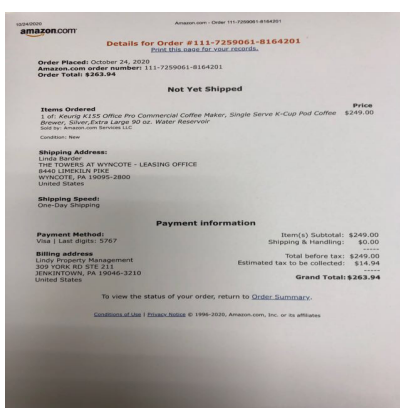 10/24/2020
Amazon.com - Order 111-7259061-8164201
amazon.com
Details for Order #111-7259061-8164201
Print this page for your records.
Order Placed: October 24, 2020
Amazon.com order number: 111-7259061-8164201
Order Total: $263.94
Not Yet Shipped
Items Ordered
Price
1 of: Keurig K155 Office Pro Commercial Coffee Maker, Single Serve K-Cup Pod Coffee
$249.00
Brewer, Silver,Extra Large 90 oz. Water Reservoir
Sold by: Amazon.com Services LLC
Condition: New
Shipping Address:
Linda Barder
THE TOWERS AT WYNCOTE - LEASING OFFICE
8440 LIMEKILN PIKE
WYNCOTE, PA 19095-2800
United States
Shipping Speed:
One-Day Shipping
Payment information
Payment Method:
Visa | Last digits: 5767
Billing address
Lindy Property Management
309 YORK RD STE 211
JENKINTOWN, PA 19046-3210
United States
Item(s) Subtotal: $249.00
Shipping & Handling: $0.00
-----
Total before tax: $249.00
Estimated tax to be collected: $14.94
-----
Grand Total: $263.94
To view the status of your order, return to Order Summary.
Conditions of Use | Privacy Notice © 1996-2020, Amazon.com, Inc. or its affiliates